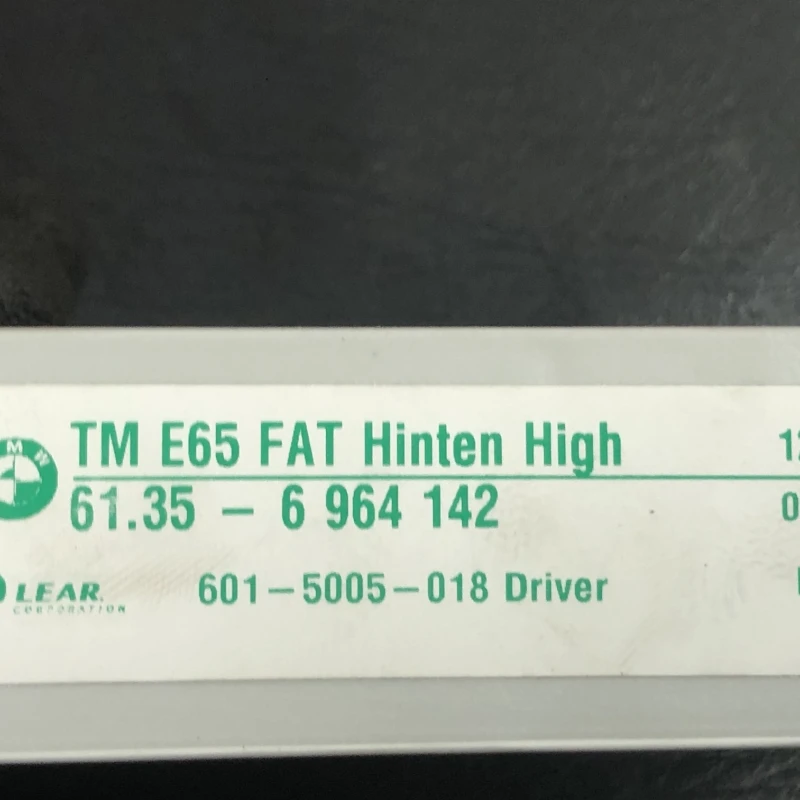 TM E65 FAT Hinten High
61.35 – 6 964 142
LEAR.
CORPORATION
601–5005–018 Driver